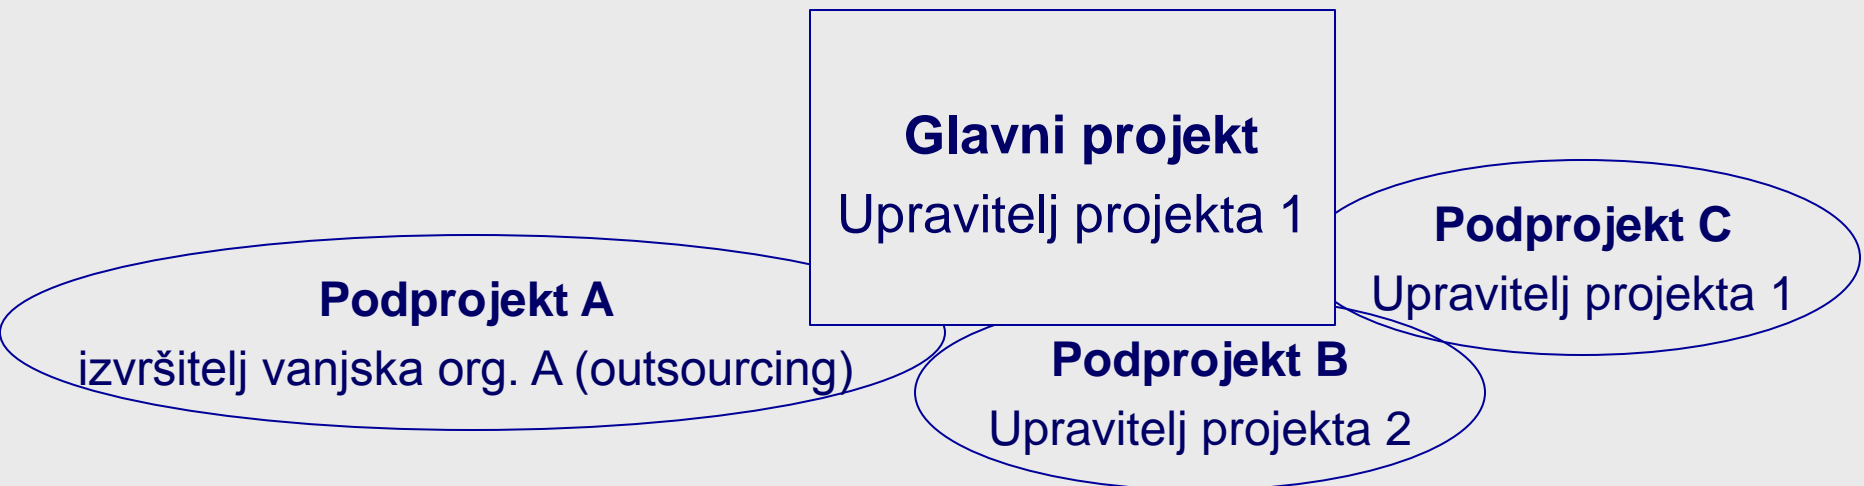 Glavni projekt
Upravitelj projekta 1
Podprojekt A
izvršitelj vanjska org. A (outsourcing)
Podprojekt B
Upravitelj projekta 2
Podprojekt C
Upravitelj projekta 1